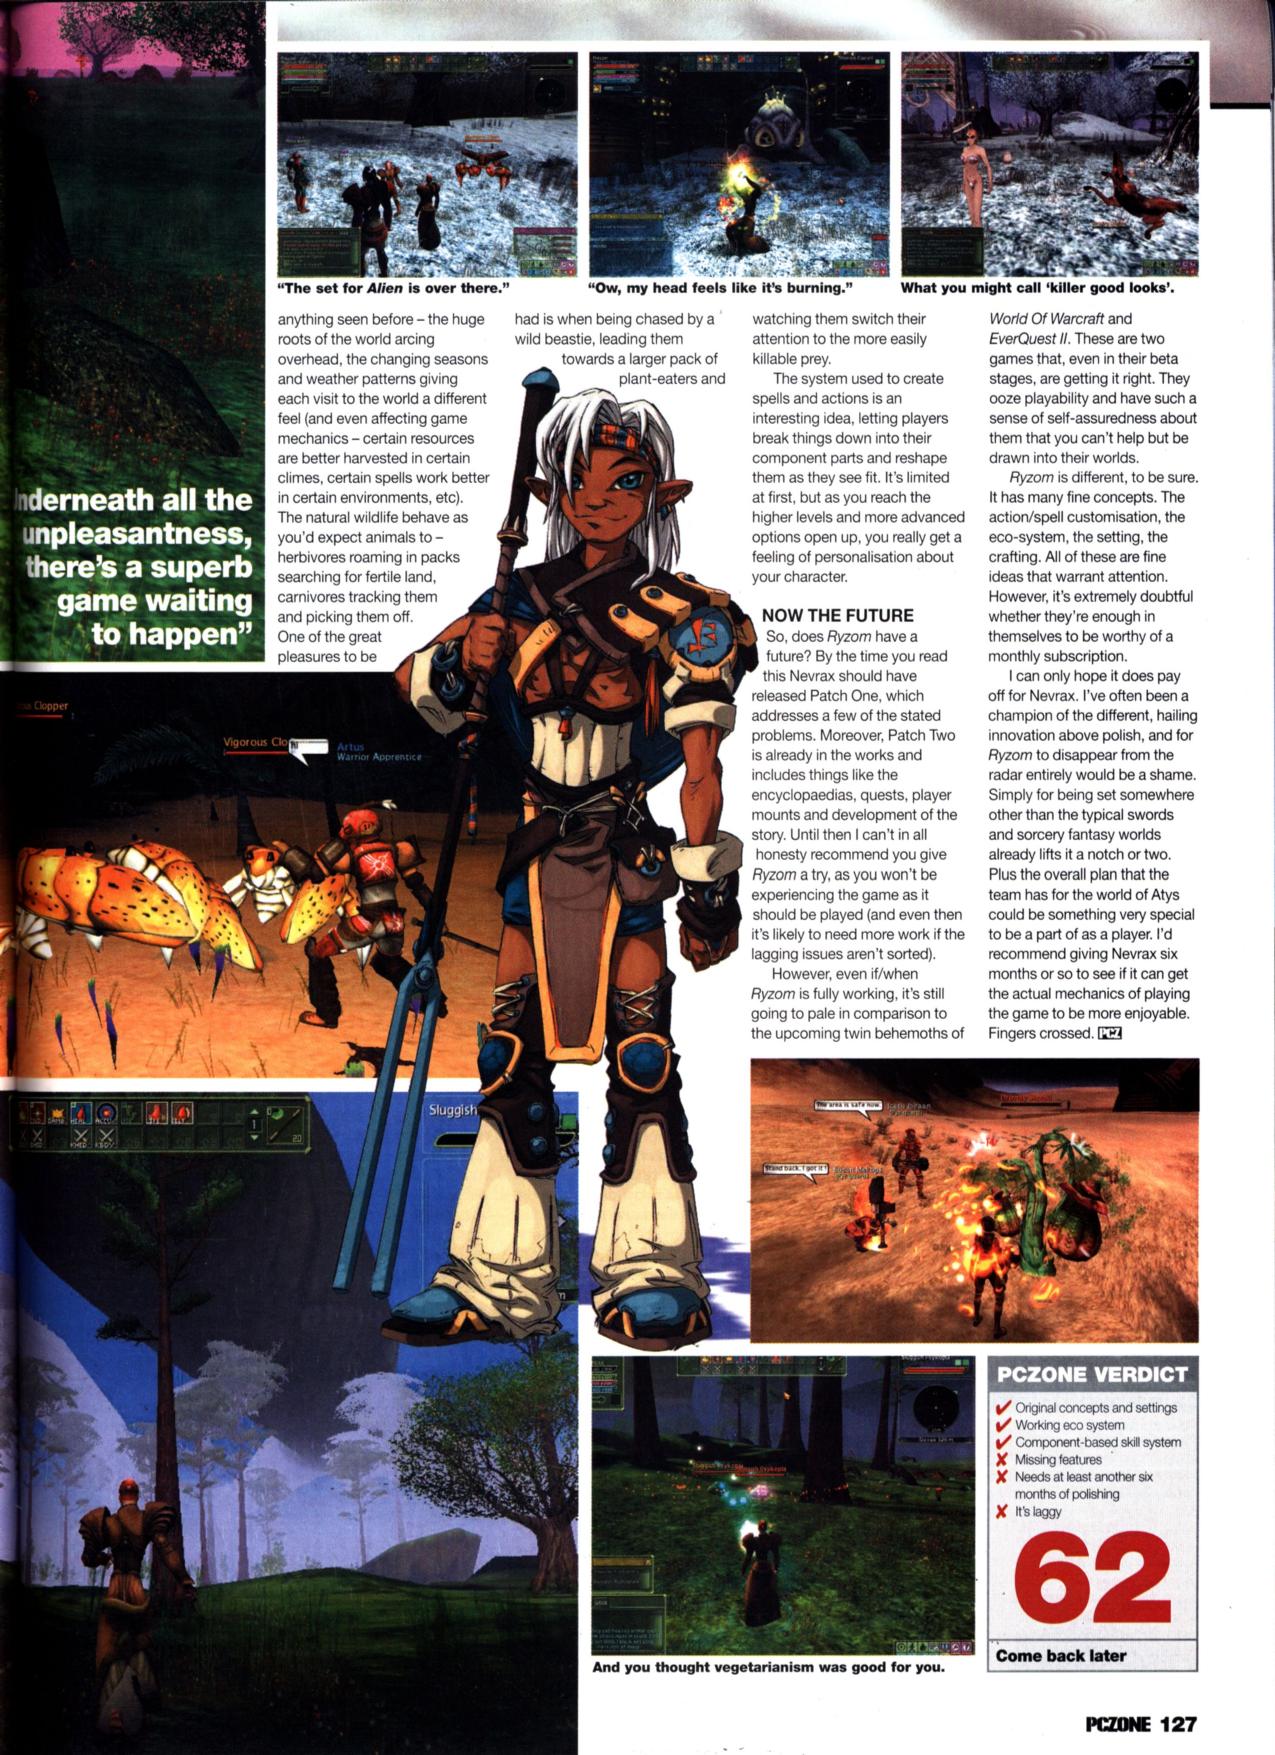 "The set for Alien is over there."
"Ow, my head feels like it's burning."
What you might call 'killer good looks'.
anything seen before – the huge
roots of the world arcing
overhead, the changing seasons
and weather patterns giving
each visit to the world a different
feel (and even affecting game
mechanics – certain resources
are better harvested in certain
climes, certain spells work better
in certain environments, etc).
The natural wildlife behave as
you'd expect animals to –
herbivores roaming in packs
searching for fertile land,
carnivores tracking them
and picking them off.
One of the great
pleasures to be
had is when being chased by a
wild beastie, leading them
towards a larger pack of
plant-eaters and
watching them switch their
attention to the more easily
killable prey.
The system used to create
spells and actions is an
interesting idea, letting players
break things down into their
component parts and reshape
them as they see fit. It's limited
at first, but as you reach the
higher levels and more advanced
options open up, you really get a
feeling of personalisation about
your character.
NOW THE FUTURE
So, does Ryzom have a
future? By the time you read
this Nevrax should have
released Patch One, which
addresses a few of the stated
problems. Moreover, Patch Two
is already in the works and
includes things like the
encyclopaedias, quests, player
mounts and development of the
story. Until then I can't in all
honesty recommend you give
Ryzom a try, as you won't be
experiencing the game as it
should be played (and even then
it's likely to need more work if the
lagging issues aren't sorted).
However, even if/when
Ryzom is fully working, it's still
going to pale in comparison to
the upcoming twin behemoths of
World Of Warcraft and
EverQuest II. These are two
games that, even in their beta
stages, are getting it right. They
ooze playability and have such a
sense of self-assuredness about
them that you can't help but be
drawn into their worlds.
Ryzom is different, to be sure.
It has many fine concepts. The
action/spell customisation, the
eco-system, the setting, the
crafting. All of these are fine
ideas that warrant attention.
However, it's extremely doubtful
whether they're enough in
themselves to be worthy of a
monthly subscription.
I can only hope it does pay
off for Nevrax. I've often been a
champion of the different, hailing
innovation above polish, and for
Ryzom to disappear from the
radar entirely would be a shame.
Simply for being set somewhere
other than the typical swords
and sorcery fantasy worlds
already lifts it a notch or two.
Plus the overall plan that the
team has for the world of Atys
could be something very special
to be a part of as a player. I'd
recommend giving Nevrax six
months or so to see if it can get
the actual mechanics of playing
the game to be more enjoyable.
Fingers crossed. PCZ
nderneath all the
unpleasantness,
there's a superb
game waiting
to happen"
Clopper
Vigorous Clo
Artus
Warrior Apprentice
Sluggish
20
The area is safe now.
Stand back, I got it!
And you thought vegetarianism was good for you.
PCZONE VERDICT
✓ Original concepts and settings
✓ Working eco system
✓ Component-based skill system
✗ Missing features
✗ Needs at least another six
months of polishing
✗ It's laggy
62
Come back later
PCZONE 127